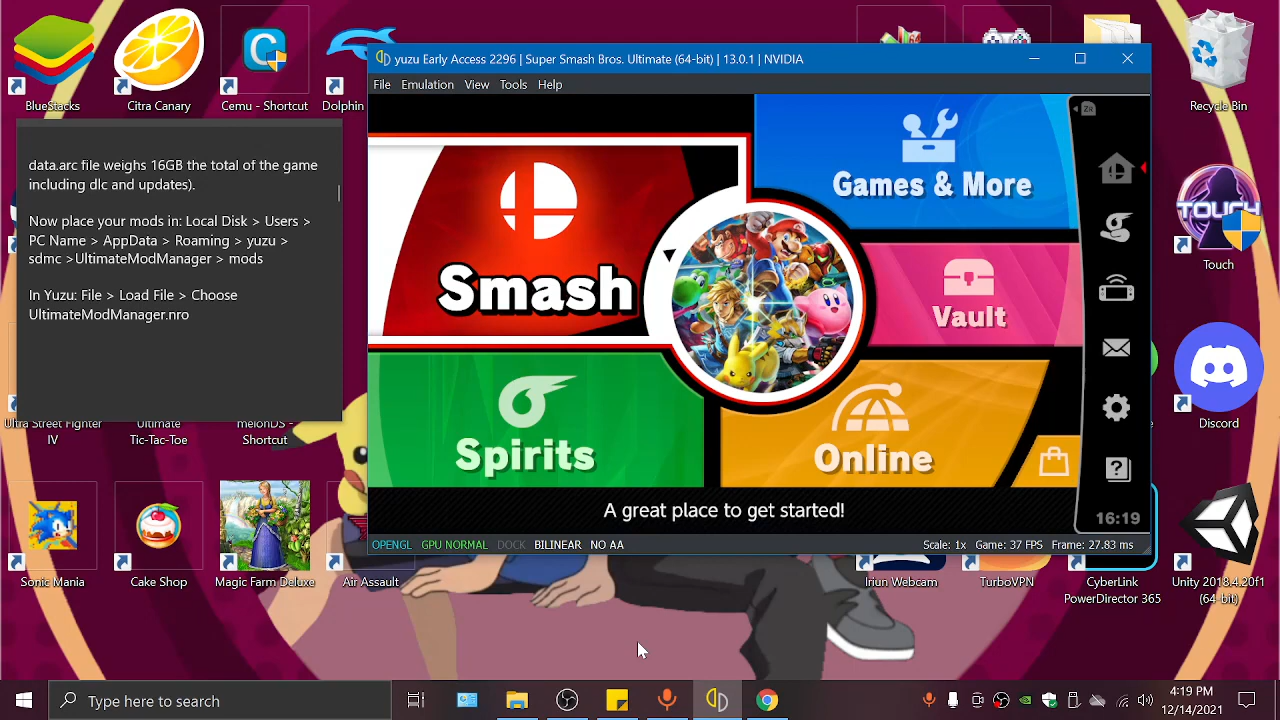 BlueStacks
Citra Canary
Cemu - Shortcut
Dolphin
Recycle Bin
yuzu Early Access 2296 | Super Smash Bros. Ultimate (64-bit) | 13.0.1 | NVIDIA
File Emulation View Tools Help
data.arc file weighs 16GB the total of the game
including dlc and updates).
Now place your mods in: Local Disk > Users >
PC Name > AppData > Roaming > yuzu >
sdmc >UltimateModManager > mods
In Yuzu: File > Load File > Choose
UltimateModManager.nro
ZR
Games & More
Smash
Vault
Spirits
Online
A great place to get started!
16:19
OPENGL GPU NORMAL DOCK BILINEAR NO AA
Scale: 1x Game: 37 FPS Frame: 27.83 ms
TOUCH
Touch
Discord
Ultra Street Fighter
IV
Ultimate
Tic-Tac-Toe
melonDS -
Shortcut
Sonic Mania
Cake Shop
Magic Farm Deluxe
Air Assault
Iriun Webcam
TurboVPN
CyberLink
PowerDirector 365
Unity 2018.4.20f1
(64-bit)
Type here to search
4:19 PM
12/14/2021